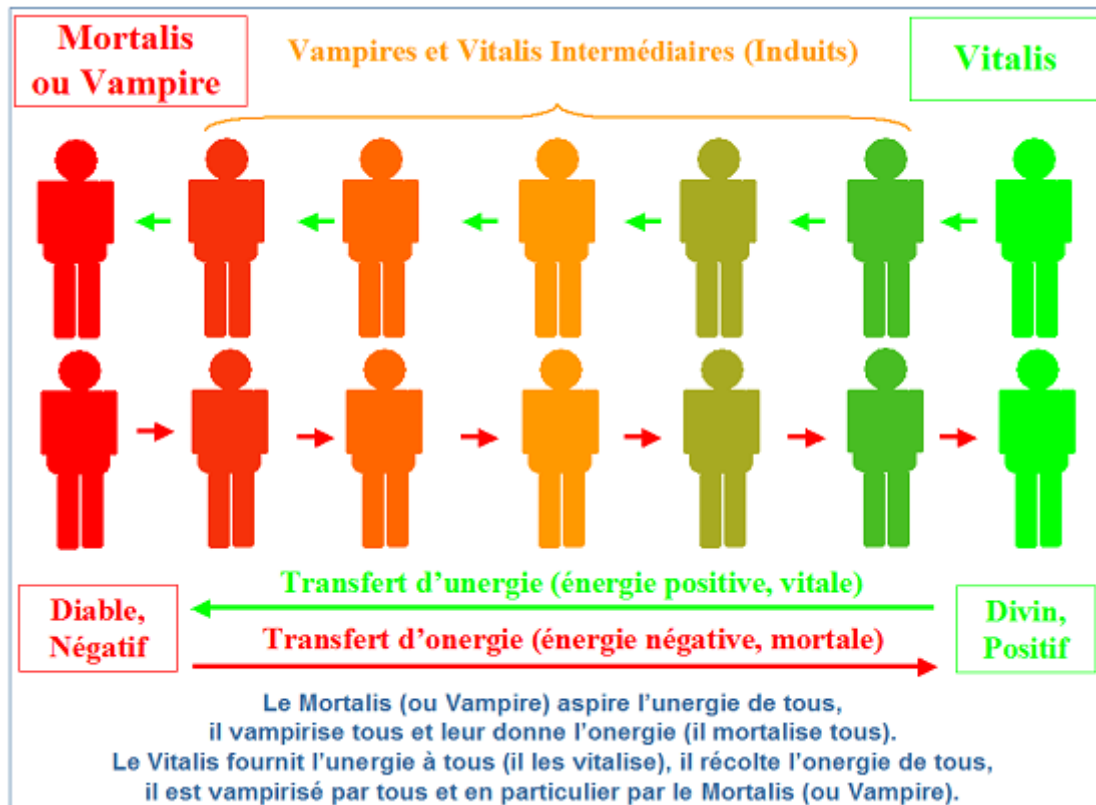 Mortalis
ou Vampire
Vampires et Vitalis Intermédiaires (Induits)
Vitalis
Transfert d’unergie (énergie positive, vitale)
Diable,
Négatif
Divin,
Positif
Transfert d’onergie (énergie négative, mortale)
Le Mortalis (ou Vampire) aspire l’unergie de tous,
il vampirise tous et leur donne l’onergie (il mortalise tous).
Le Vitalis fournit l’unergie à tous (il les vitalise), il récolte l’onergie de tous,
il est vampirisé par tous et en particulier par le Mortalis (ou Vampire).